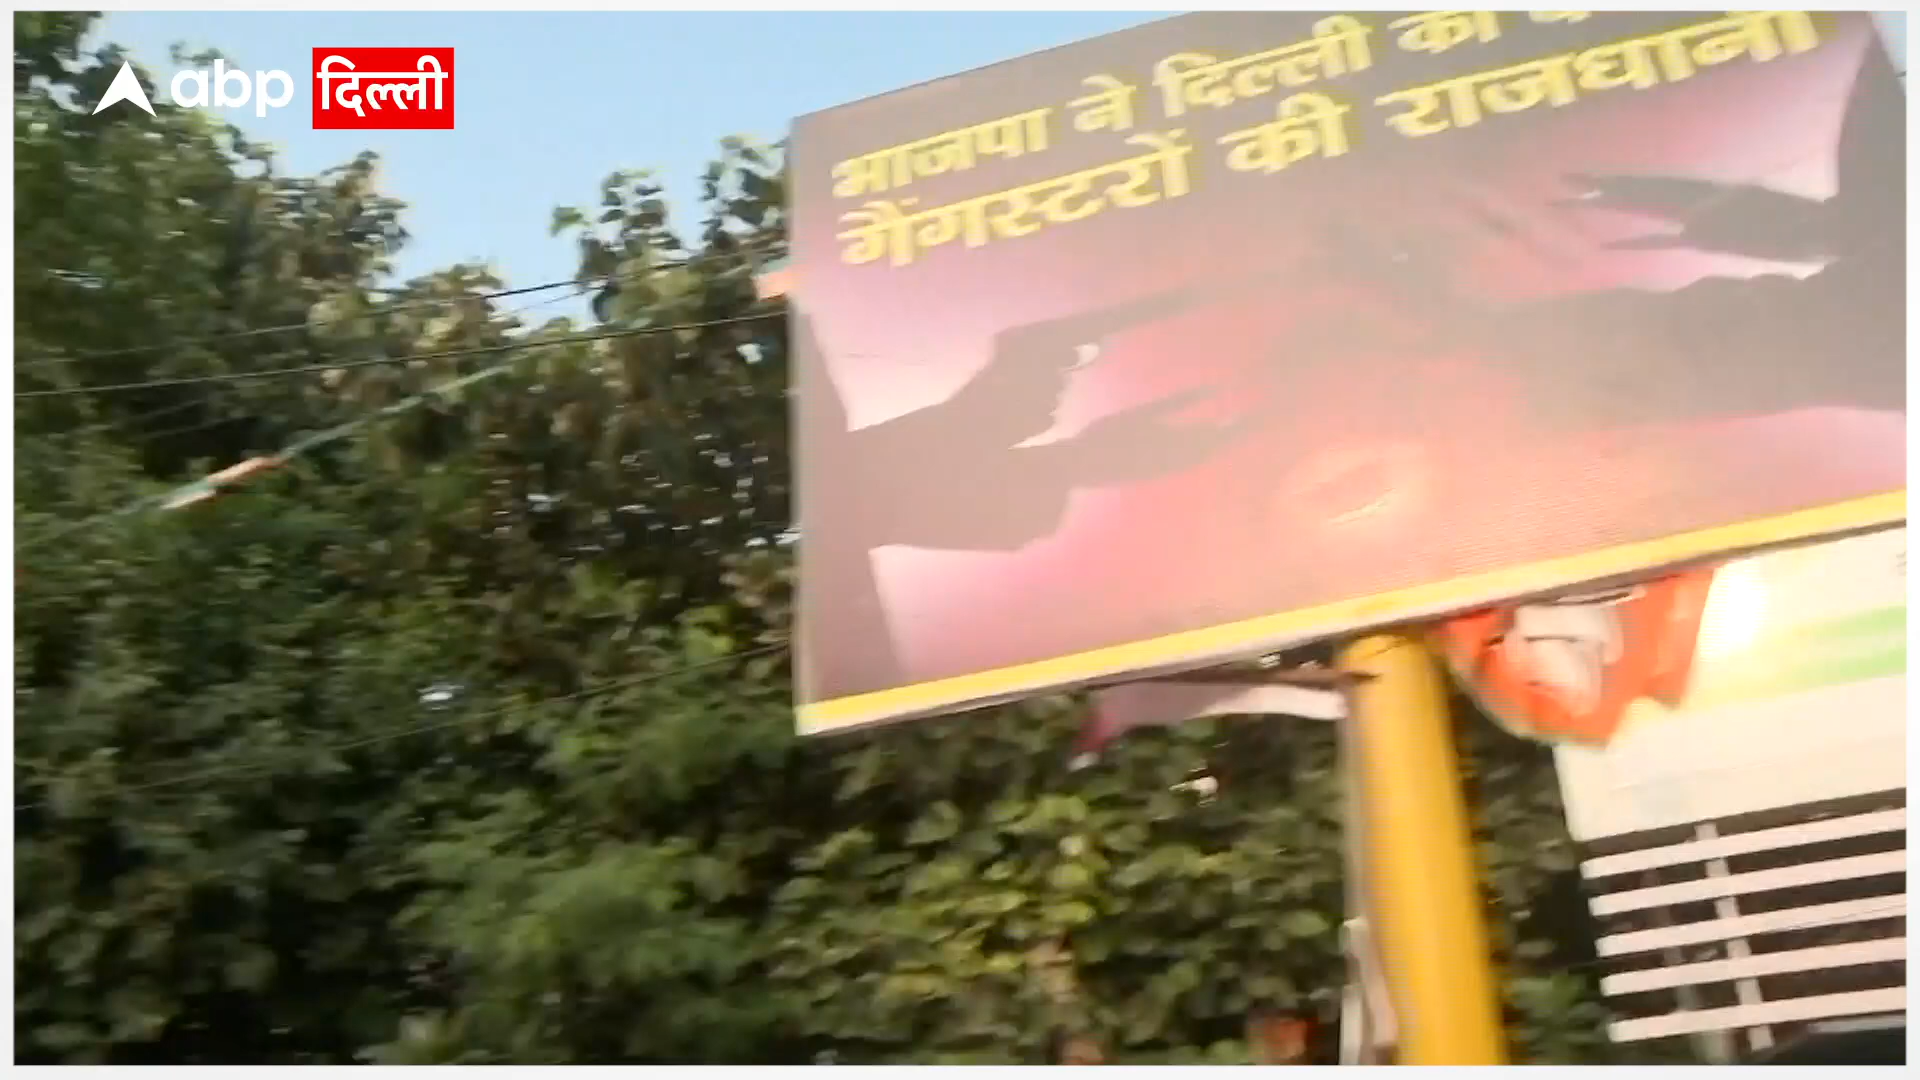 abp दिल्ली
भाजपा ने दिल्ली को
गैंगस्टरों की राजधानी